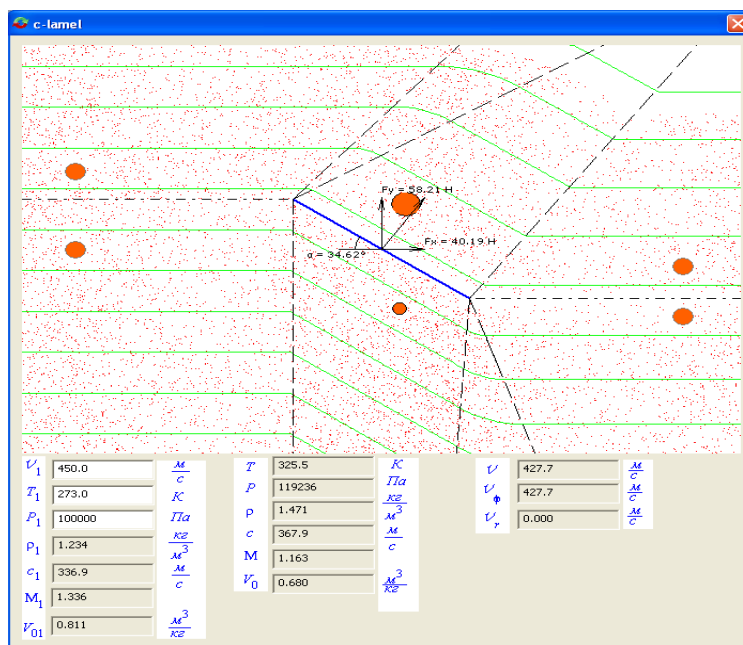 c-lamel
Fy = 58.21 Н
Fx = 40.19 Н
α = 34.62°
V₁ 450.0 м/с
T₁ 273.0 К
P₁ 100000 Па
ρ₁ 1.234 кг/м³
c₁ 336.9 м/с
M₁ 1.336
V₀₁ 0.811 м³/кг
T 325.5 К
P 119236 Па
ρ 1.471 кг/м³
c 367.9 м/с
M 1.163
V₀ 0.680 м³/кг
V 427.7 м/с
V_ф 427.7 м/с
V_r 0.000 м/с